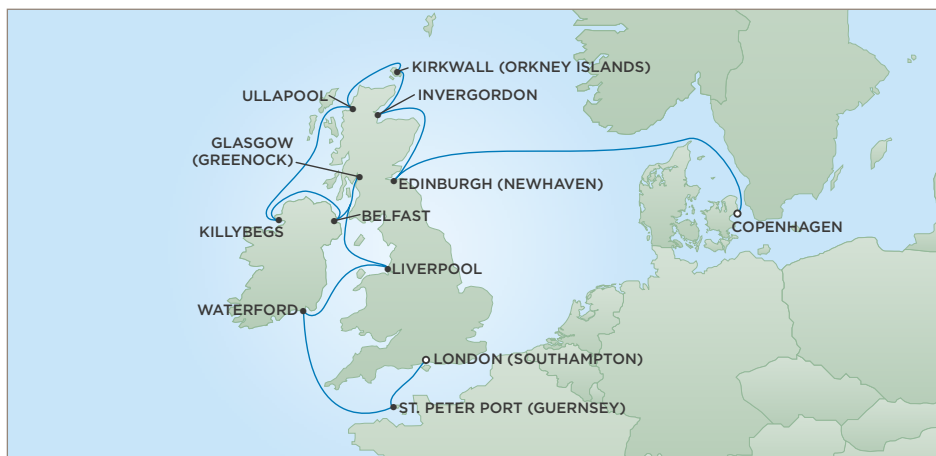 KIRKWALL (ORKNEY ISLANDS)
ULLAPOOL
INVERGORDON
GLASGOW
(GREENOCK)
EDINBURGH (NEWHAVEN)
BELFAST
KILLYBEGS
COPENHAGEN
LIVERPOOL
WATERFORD
LONDON (SOUTHAMPTON)
ST. PETER PORT (GUERNSEY)